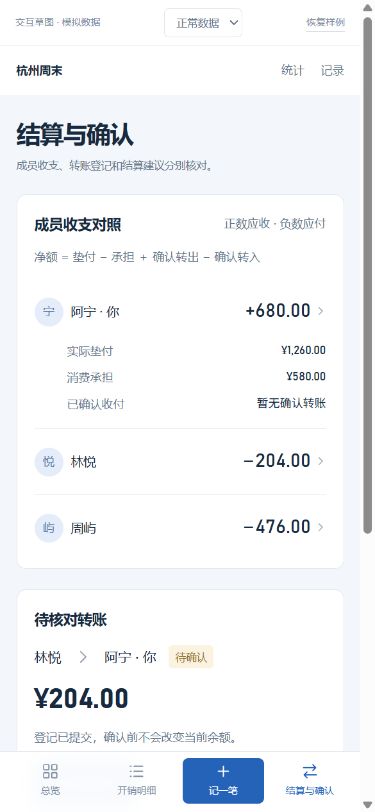 交互草图 · 模拟数据
正常数据
恢复样例
杭州周末
统计
记录
结算与确认
成员收支、转账登记和结算建议分别核对。
成员收支对照
正数应收 · 负数应付
净额 = 垫付 − 承担 + 确认转出 − 确认转入
宁 阿宁 · 你 +680.00
实际垫付 ¥1,260.00
消费承担 ¥580.00
已确认收付 暂无确认转账
悦 林悦 −204.00
屿 周屿 −476.00
待核对转账
林悦 > 阿宁 · 你 待确认
¥204.00
登记已提交，确认前不会改变当前余额。
总览
开销明细
记一笔
结算与确认